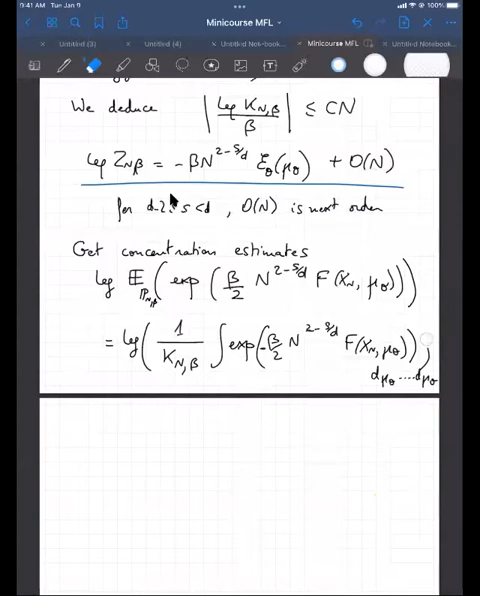 9:41 AM Tue Jan 9
100%
Minicourse MFL
Untitled (3)
Untitled (4)
Untitled Notebook...
Minicourse MFL
Untitled Notebook...
We deduce | log K_{N,β} / β | ≤ CN
log Z_{N,β} = - β N^{2-s/d} ℰ_θ(μ_θ) + O(N)
for d-2 s<d , O(N) is next order
Get concentration estimates
log 𝔼_{ℙ_{N,β}} ( exp ( β/2 N^{2-s/d} F(X_N, μ_θ) ) )
= log ( 1 / K_{N,β} ∫ exp(-β/2 N^{2-s/d} F(X_N, μ_θ)) )
dμ_θ....dμ_θ